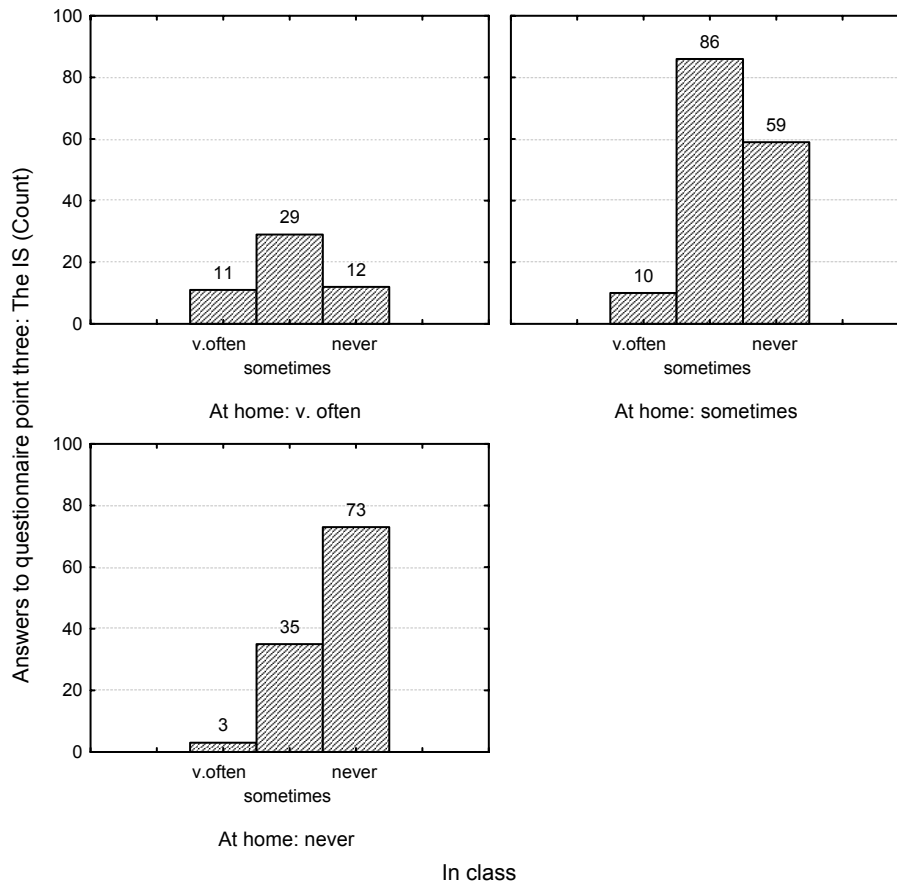 Answers to questionnaire point three: The IS (Count)
100
80
60
40
20
0
11
29
12
v.often
never
sometimes
At home: v. often
10
86
59
v.often
never
sometimes
At home: sometimes
100
80
60
40
20
0
3
35
73
v.often
never
sometimes
At home: never
In class